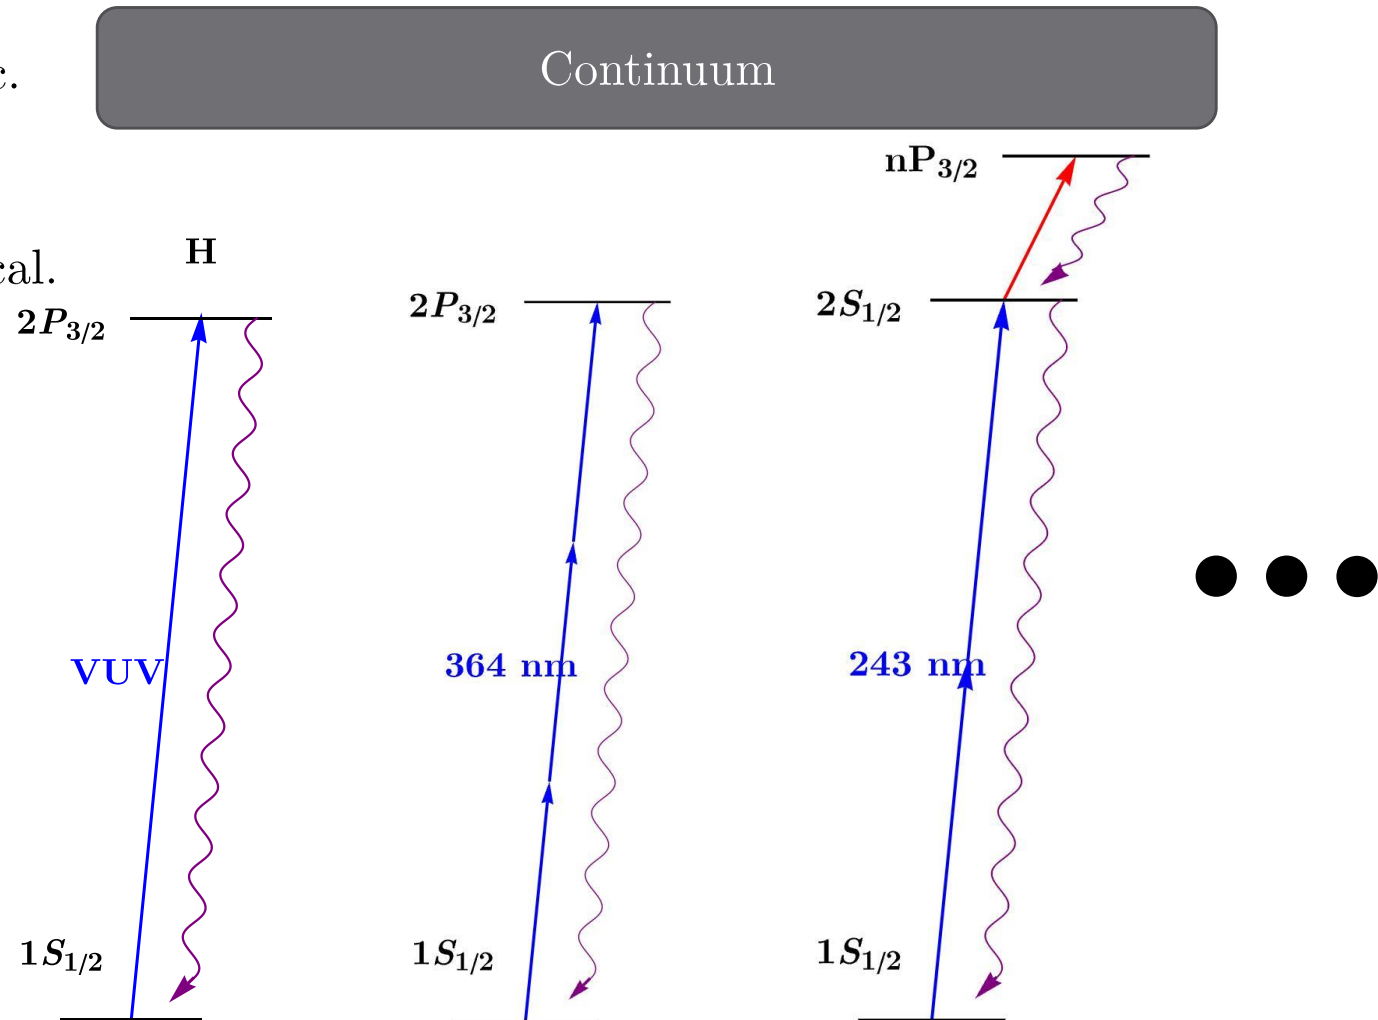 c.
Continuum
nP₃/₂
H
cal.
2P₃/₂
2P₃/₂
2S₁/₂
VUV
364 nm
243 nm
1S₁/₂
1S₁/₂
1S₁/₂